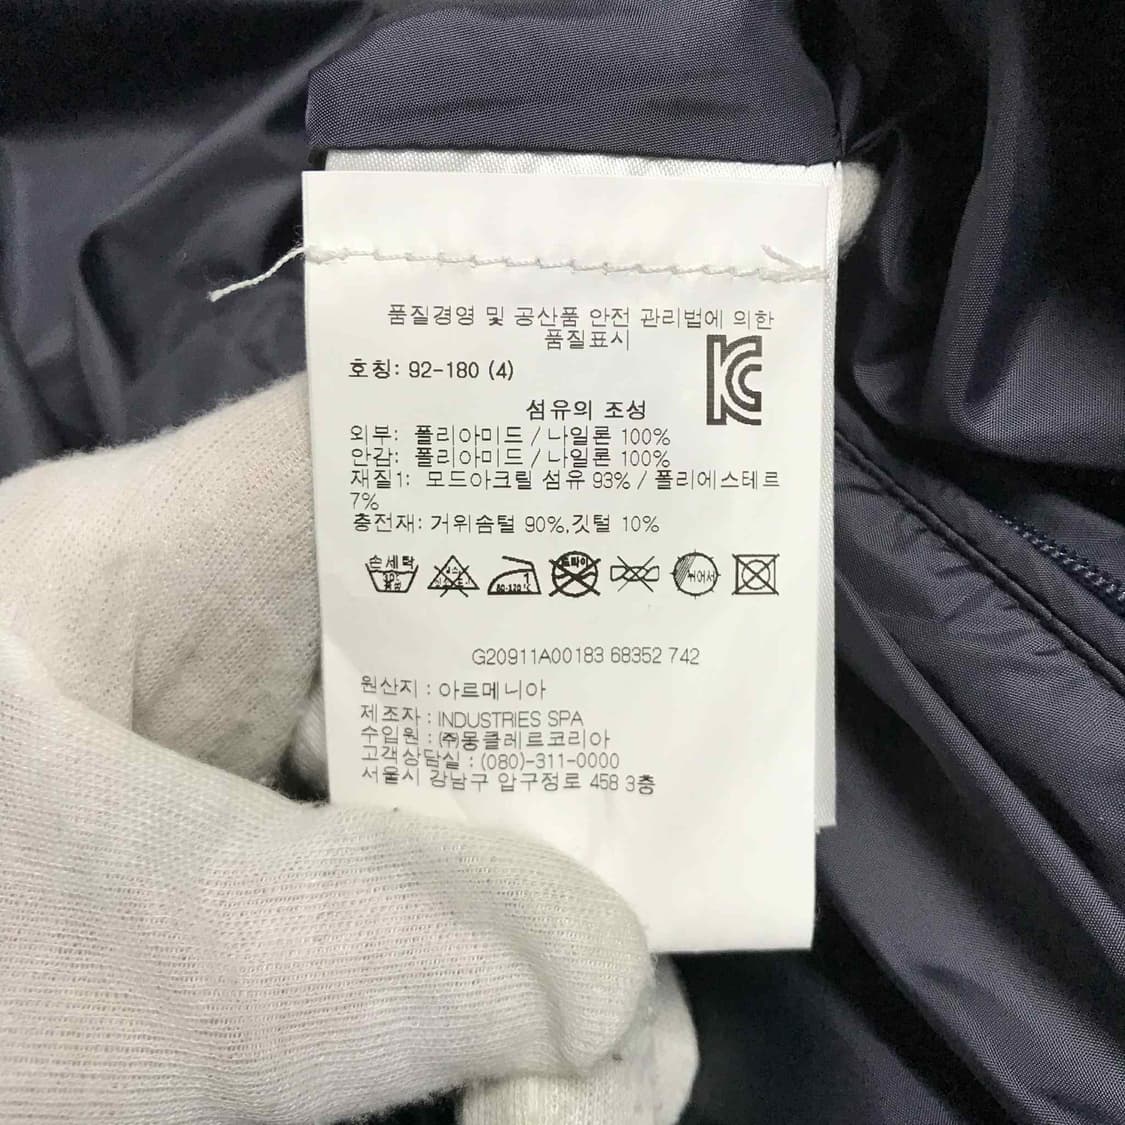 품질경영 및 공산품 안전 관리법에 의한
품질표시
호칭: 92-180 (4)
섬유의 조성
외부: 폴리아미드 / 나일론 100%
안감: 폴리아미드 / 나일론 100%
재질1: 모드아크릴 섬유 93% / 폴리에스테르
7%
충전재: 거위솜털 90%,깃털 10%
손세탁
G20911A00183 68352 742
원산지 : 아르메니아
제조자 : INDUSTRIES SPA
수입원 : (주)몽클레르코리아
고객상담실 : (080)-311-0000
서울시 강남구 압구정로 458 3층